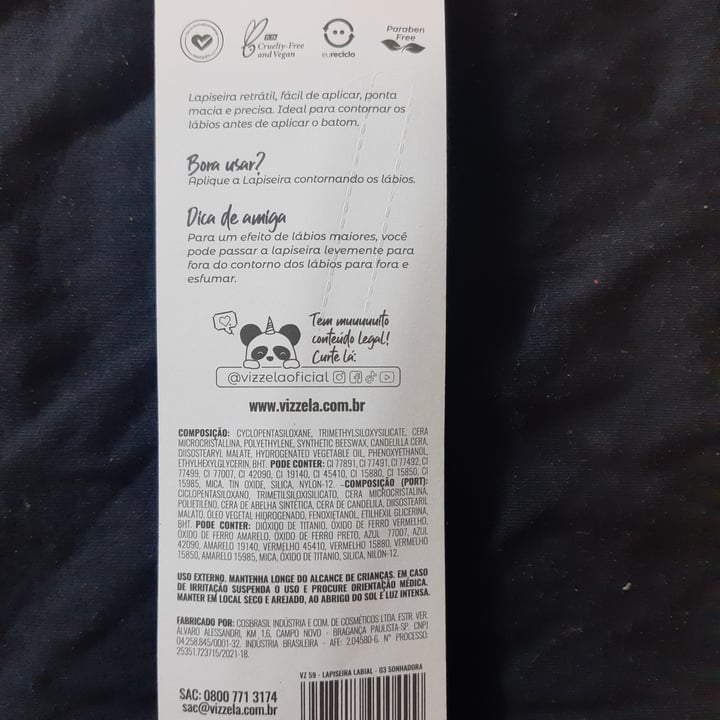 PETA
Cruelty-Free
and Vegan
eureciclo
Paraben
Free
Lapiseira retrátil, fácil de aplicar, ponta
macia e precisa. Ideal para contornar os
lábios antes de aplicar o batom.
Bora usar?
Aplique a Lapiseira contornando os lábios.
Dica de amiga
Para um efeito de lábios maiores, você
pode passar a lapiseira levemente para
fora do contorno dos lábios para fora e
esfumar.
Tem muuuuuito
conteúdo legal!
Curte lá:
@vizzelaoficial
www.vizzela.com.br
COMPOSIÇÃO: CYCLOPENTASILOXANE, TRIMETHYLSILOXYSILICATE, CERA
MICROCRISTALLINA, POLYETHYLENE, SYNTHETIC BEESWAX, CANDELILLA CERA,
DIISOSTEARYL MALATE, HYDROGENATED VEGETABLE OIL, PHENOXYETHANOL,
ETHYLHEXYLGLYCERIN, BHT. PODE CONTER: CI 77891, CI 77491, CI 77492, CI
77499, CI 77007, CI 42090, CI 19140, CI 45410, CI 15880, CI 15850, CI
15985, MICA, TIN OXIDE, SILICA, NYLON-12. -COMPOSIÇÃO (PORT):
CICLOPENTASILOXANO, TRIMETILSILOXISILICATO, CERA MICROCRISTALINA,
POLIETILENO, CERA DE ABELHA SINTÉTICA, CERA DE CANDELILA, DIISOSTEARIL
MALATO, ÓLEO VEGETAL HIDROGENADO, FENOXIETANOL, ETILHEXIL GLICERINA,
BHT. PODE CONTER: DIÓXIDO DE TITANIO, ÓXIDO DE FERRO VERMELHO,
ÓXIDO DE FERRO AMARELO, ÓXIDO DE FERRO PRETO, AZUL 77007, AZUL
42090, AMARELO 19140, VERMELHO 45410, VERMELHO 15880, VERMELHO
15850, AMARELO 15985, MICA, ÓXIDO DE TITANIO, SILICA, NILON-12.
USO EXTERNO. MANTENHA LONGE DO ALCANCE DE CRIANÇAS. EM CASO
DE IRRITAÇÃO SUSPENDA O USO E PROCURE ORIENTAÇÃO MÉDICA.
MANTER EM LOCAL SECO E AREJADO, AO ABRIGO DO SOL E LUZ INTENSA.
FABRICADO POR: COSBRASIL INDÚSTRIA E COM. DE COSMÉTICOS LTDA. ESTR. VER.
ÁLVARO ALESSANDRI, KM 1,6, CAMPO NOVO - BRAGANÇA PAULISTA-SP. CNPJ
04.258.845/0001-32. INDÚSTRIA BRASILEIRA - AFE: 2.04580-6. N° PROCESSO:
25351.723715/2021-18.
VZ 59 - LAPISEIRA LABIAL - 03 SONHADORA
SAC: 0800 771 3174
sac@vizzela.com.br